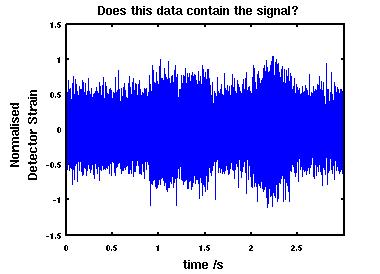 Does this data contain the signal?
1.5
1
0.5
0
-0.5
-1
-1.5
Normalised
Detector Strain
0 0.5 1 1.5 2 2.5
time /s